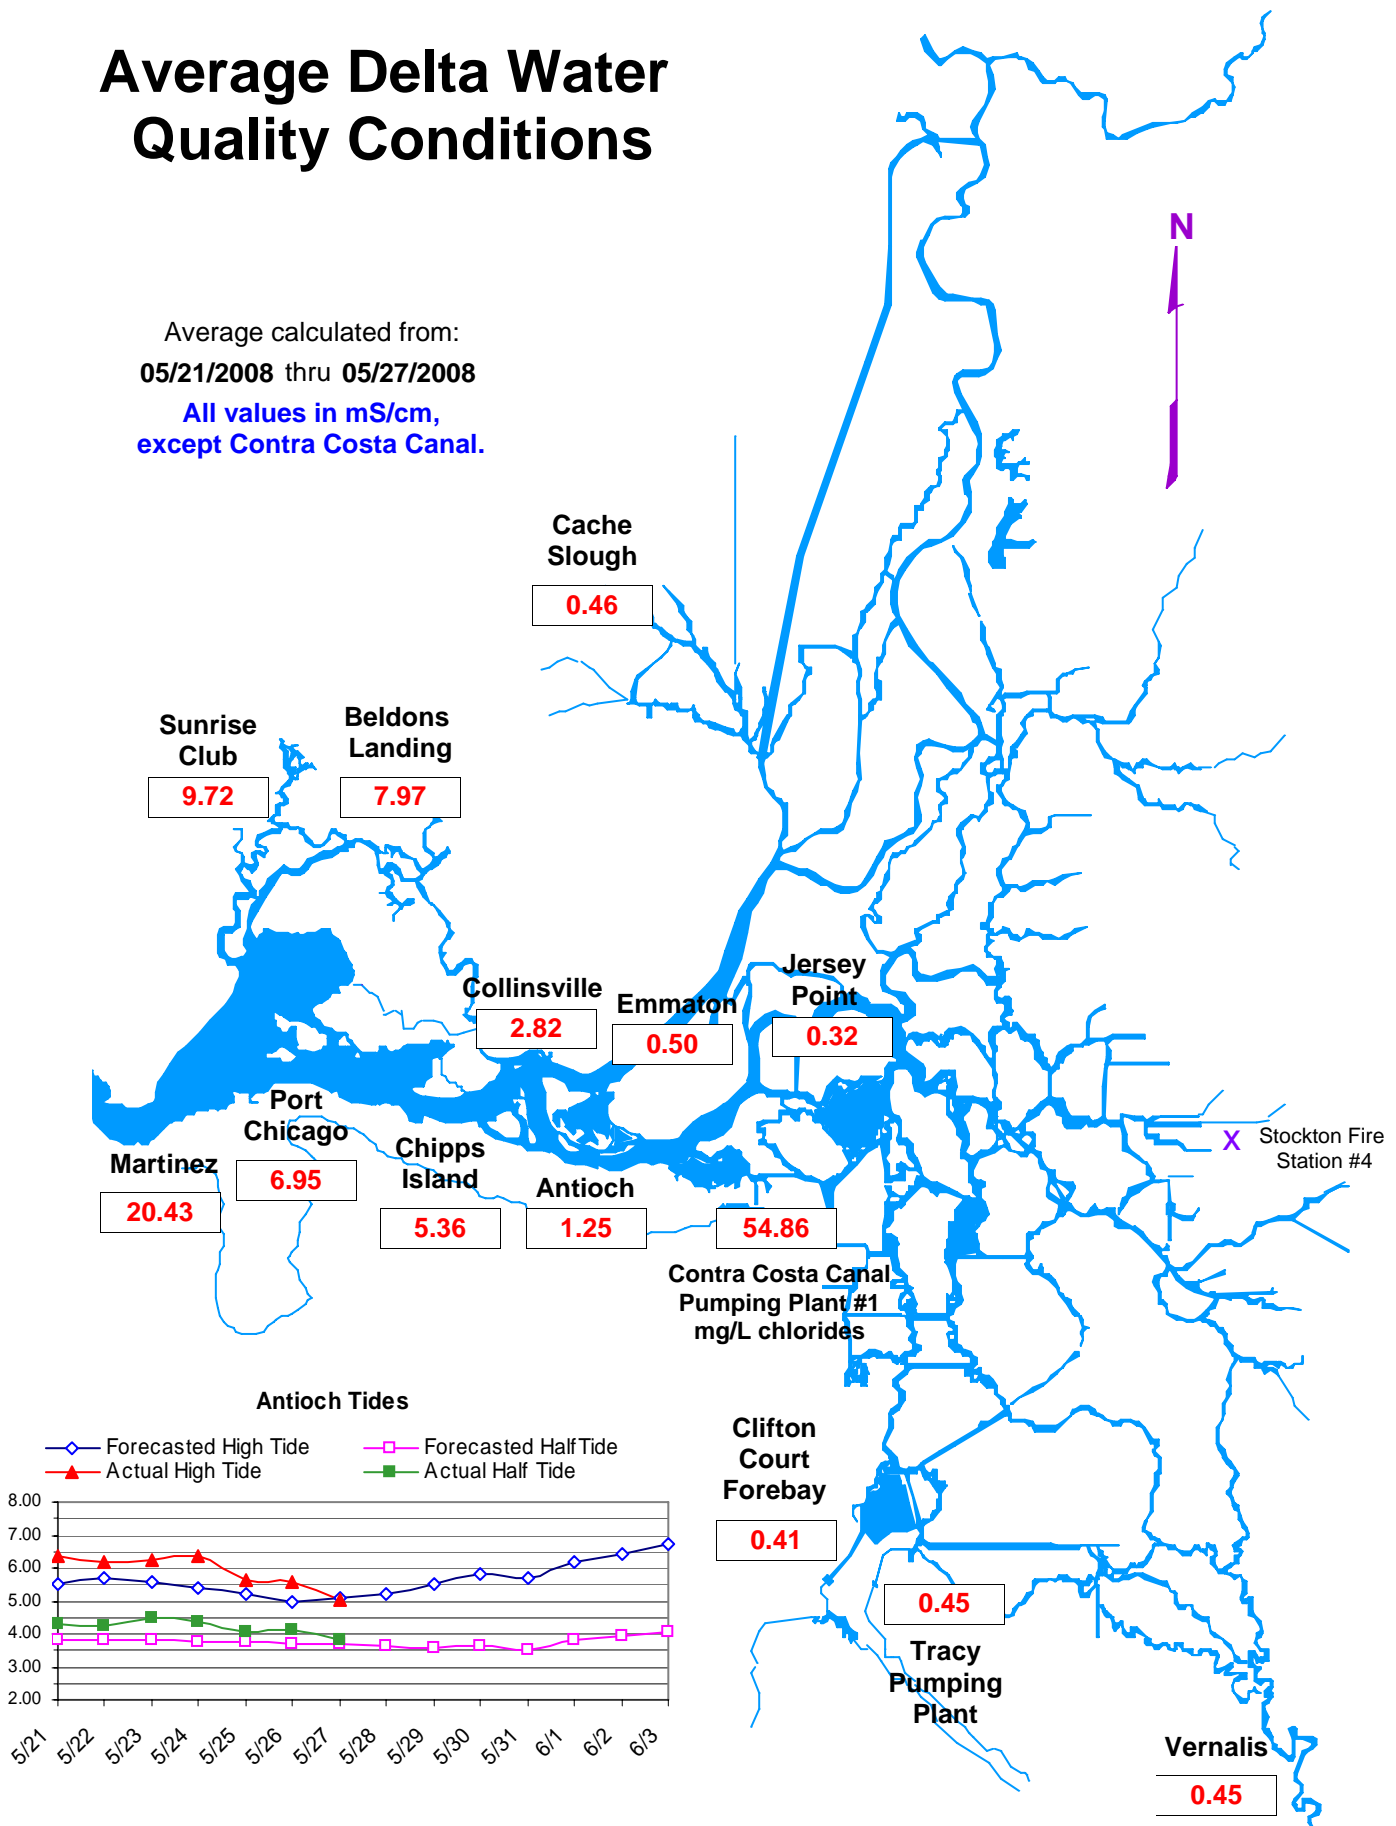 Average Delta Water
Quality Conditions
N
Average calculated from:
05/21/2008 thru 05/27/2008
All values in mS/cm,
except Contra Costa Canal.
Cache
Slough
0.46
Sunrise
Club
9.72
Beldons
Landing
7.97
Collinsville
2.82
Emmaton
0.50
Jersey
Point
0.32
Port
Chicago
6.95
Martinez
20.43
Chipps
Island
5.36
Antioch
1.25
54.86
Contra Costa Canal
Pumping Plant #1
mg/L chlorides
X Stockton Fire
Station #4
Antioch Tides
Forecasted High Tide
Forecasted Half Tide
Actual High Tide
Actual Half Tide
8.00
7.00
6.00
5.00
4.00
3.00
2.00
5/21 5/22 5/23 5/24 5/25 5/26 5/27 5/28 5/29 5/30 5/31 6/1 6/2 6/3
Clifton
Court
Forebay
0.41
0.45
Tracy
Pumping
Plant
Vernalis
0.45